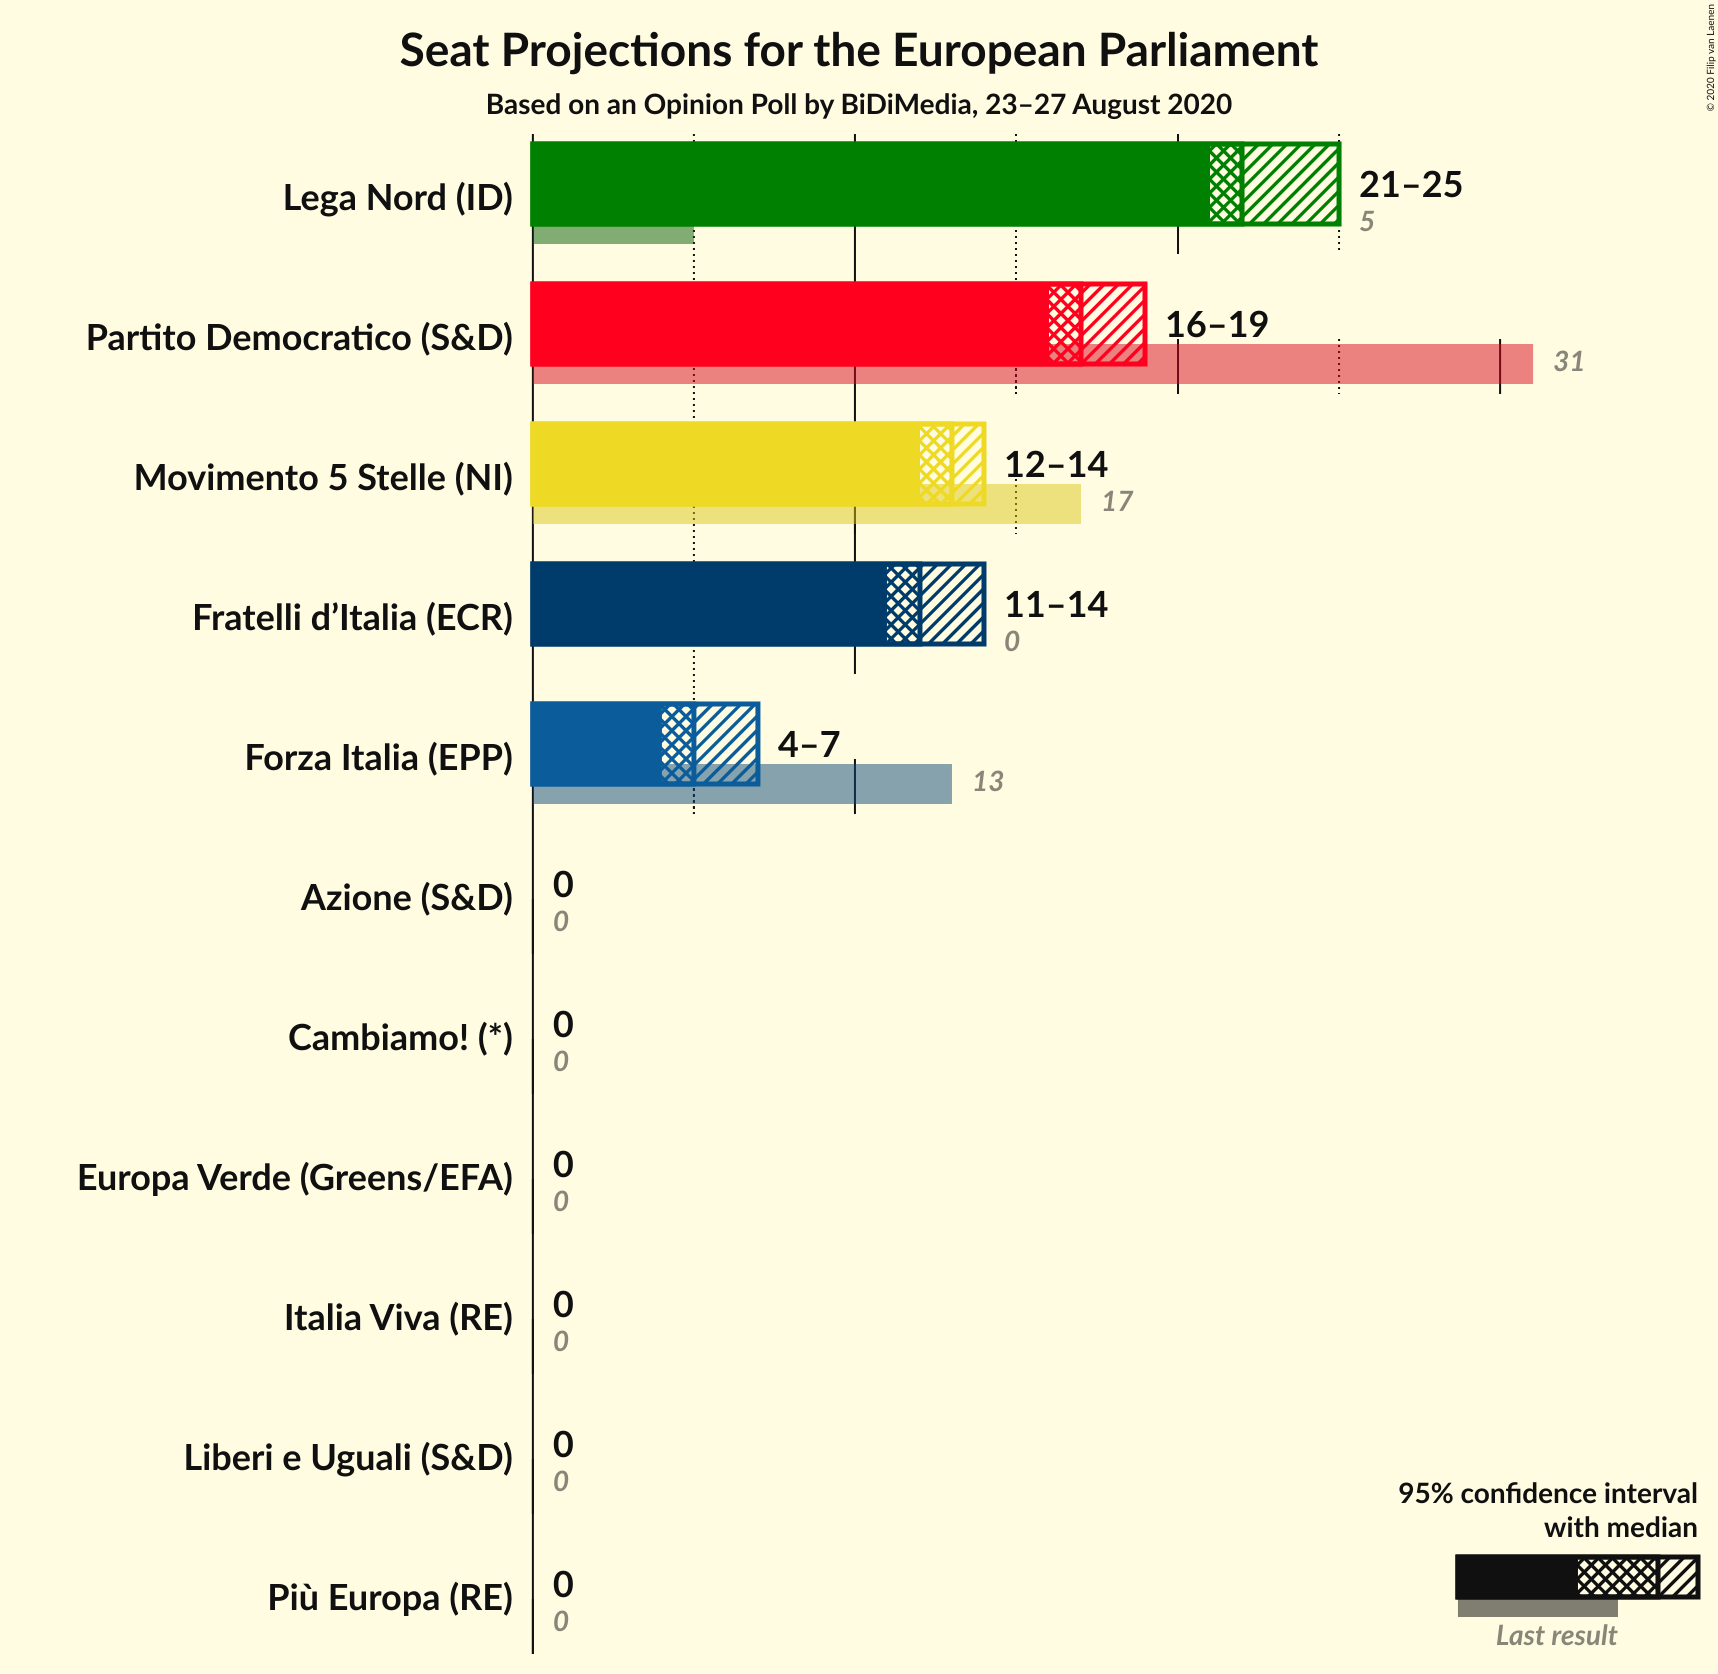 Seat Projections for the European Parliament
Based on an Opinion Poll by BiDiMedia, 23–27 August 2020
© 2020 Filip van Laenen
Lega Nord (ID)
21–25
5
Partito Democratico (S&D)
16–19
31
Movimento 5 Stelle (NI)
12–14
17
Fratelli d’Italia (ECR)
11–14
0
Forza Italia (EPP)
4–7
13
Azione (S&D)
0
0
Cambiamo! (*)
0
0
Europa Verde (Greens/EFA)
0
0
Italia Viva (RE)
0
0
Liberi e Uguali (S&D)
0
0
Più Europa (RE)
0
0
95% confidence interval
with median
Last result